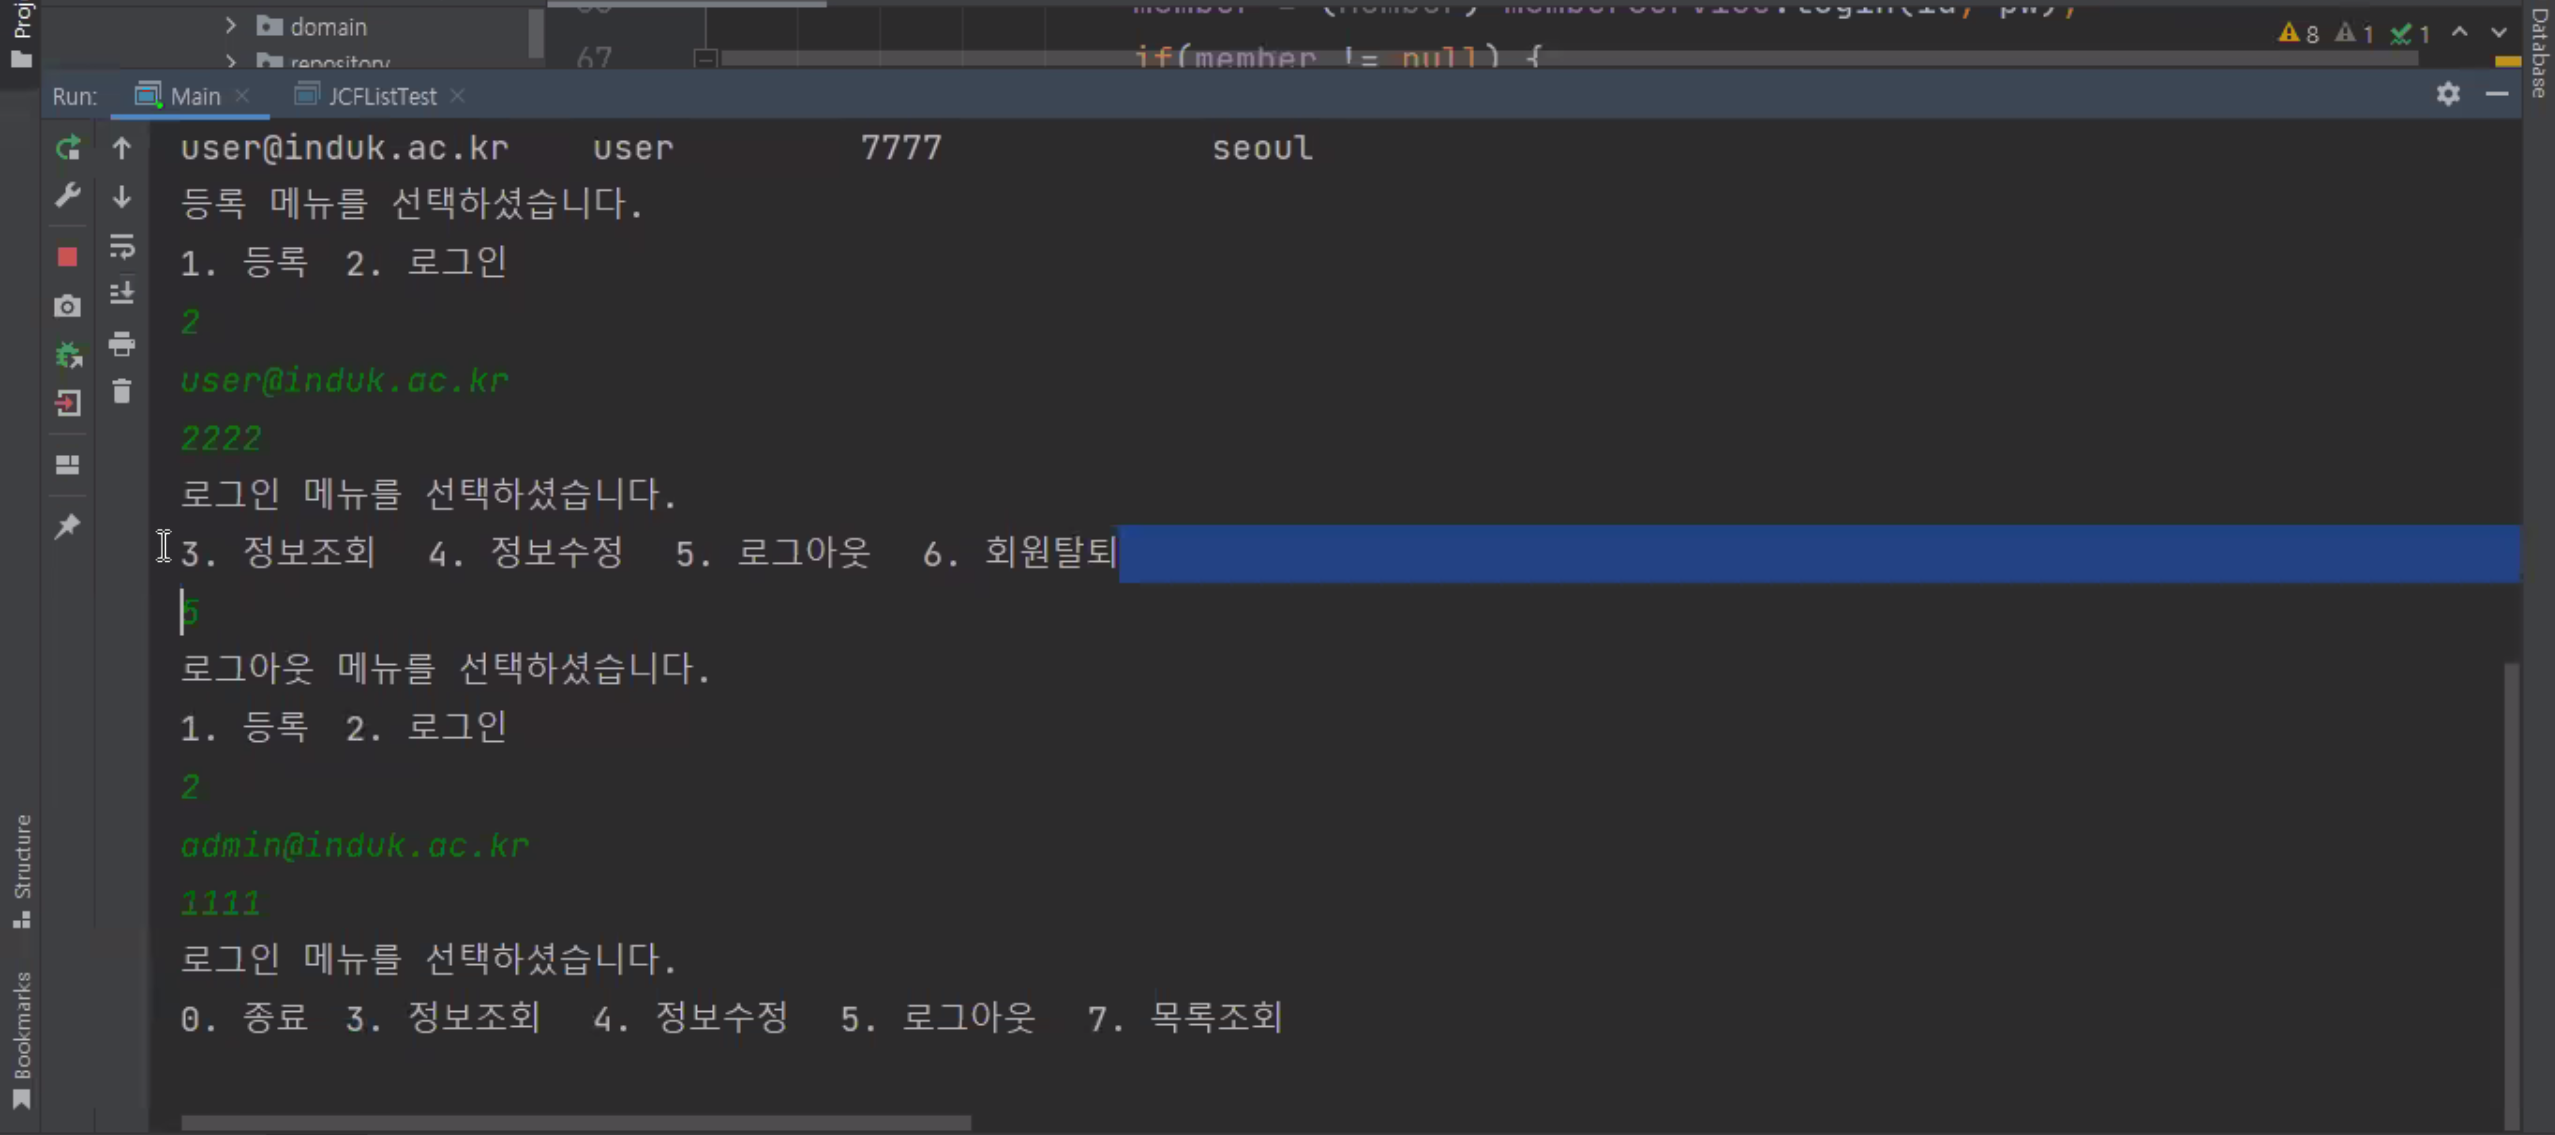 domain
repository
member = (Member) memberService.login(id, pw);
67 if(member != null) {
8 1 1
Database
Run: Main JCFListTest
user@induk.ac.kr user 7777 seoul
등록 메뉴를 선택하셨습니다.
1. 등록 2. 로그인
2
user@induk.ac.kr
2222
로그인 메뉴를 선택하셨습니다.
3. 정보조회 4. 정보수정 5. 로그아웃 6. 회원탈퇴
5
로그아웃 메뉴를 선택하셨습니다.
1. 등록 2. 로그인
2
admin@induk.ac.kr
1111
로그인 메뉴를 선택하셨습니다.
0. 종료 3. 정보조회 4. 정보수정 5. 로그아웃 7. 목록조회
Structure
Bookmarks